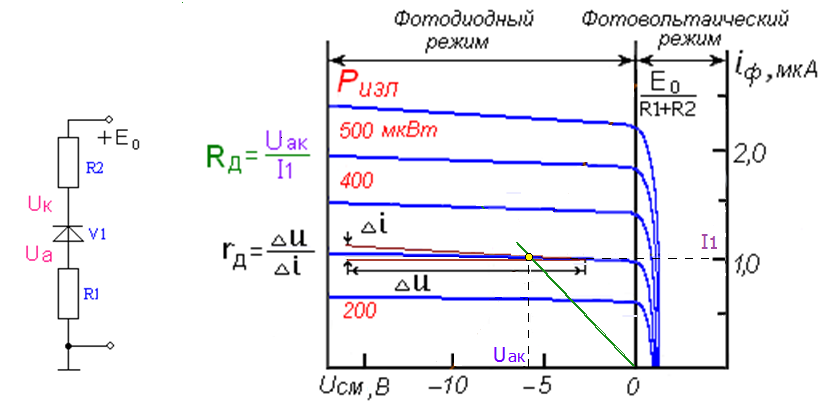 +E₀
R2
Uк
V1
Uа
R1
Фотодиодный
режим
Фотовольтаический
режим
iф, мкА
Pизл
E₀
R1+R2
500 мкВт
2,0
Rд = Uак
I1
400
Δi
I1
rд = Δu
Δi
1,0
Δu
200
Uак
Uсм, В
–10
–5
0